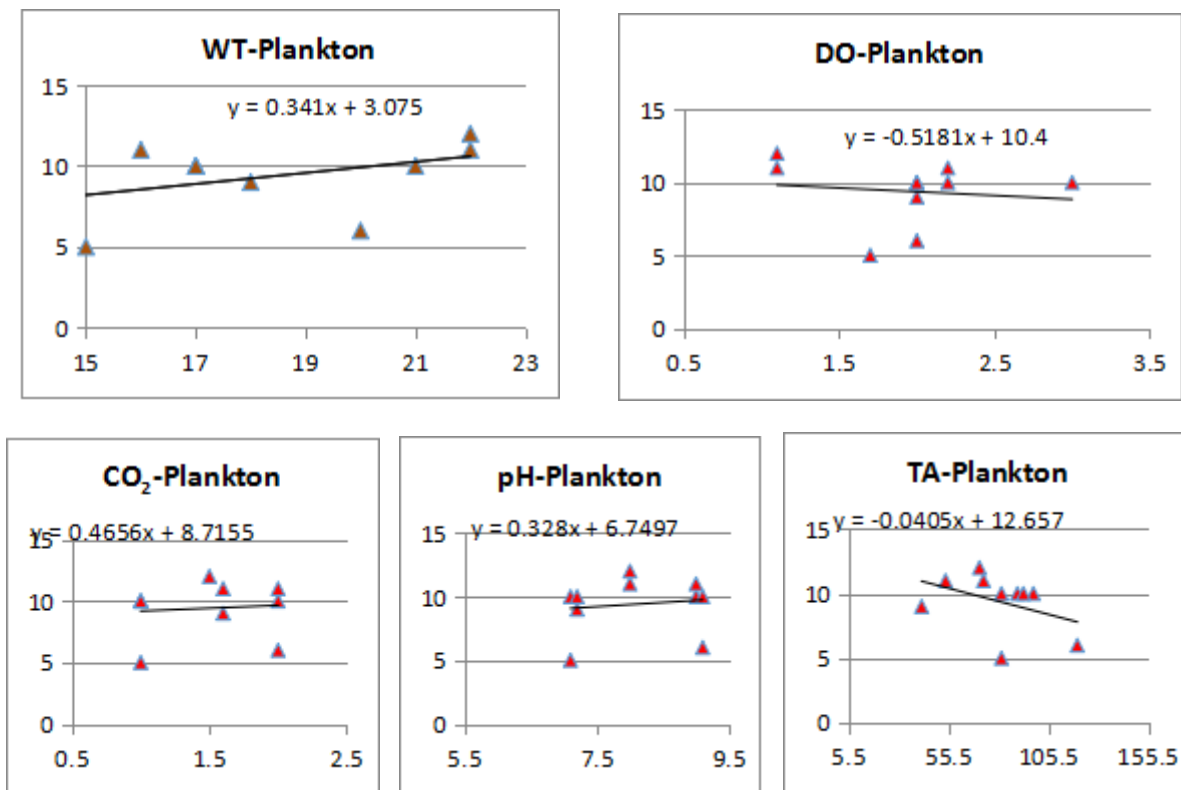 WT-Plankton
y = 0.341x + 3.075
15
10
5
0
15 17 19 21 23
DO-Plankton
y = -0.5181x + 10.4
15
10
5
0
0.5 1.5 2.5 3.5
CO₂-Plankton
y = 0.4656x + 8.7155
15
10
5
0
0.5 1.5 2.5
pH-Plankton
y = 0.328x + 6.7497
15
10
5
0
5.5 7.5 9.5
TA-Plankton
y = -0.0405x + 12.657
15
10
5
0
5.5 55.5 105.5 155.5